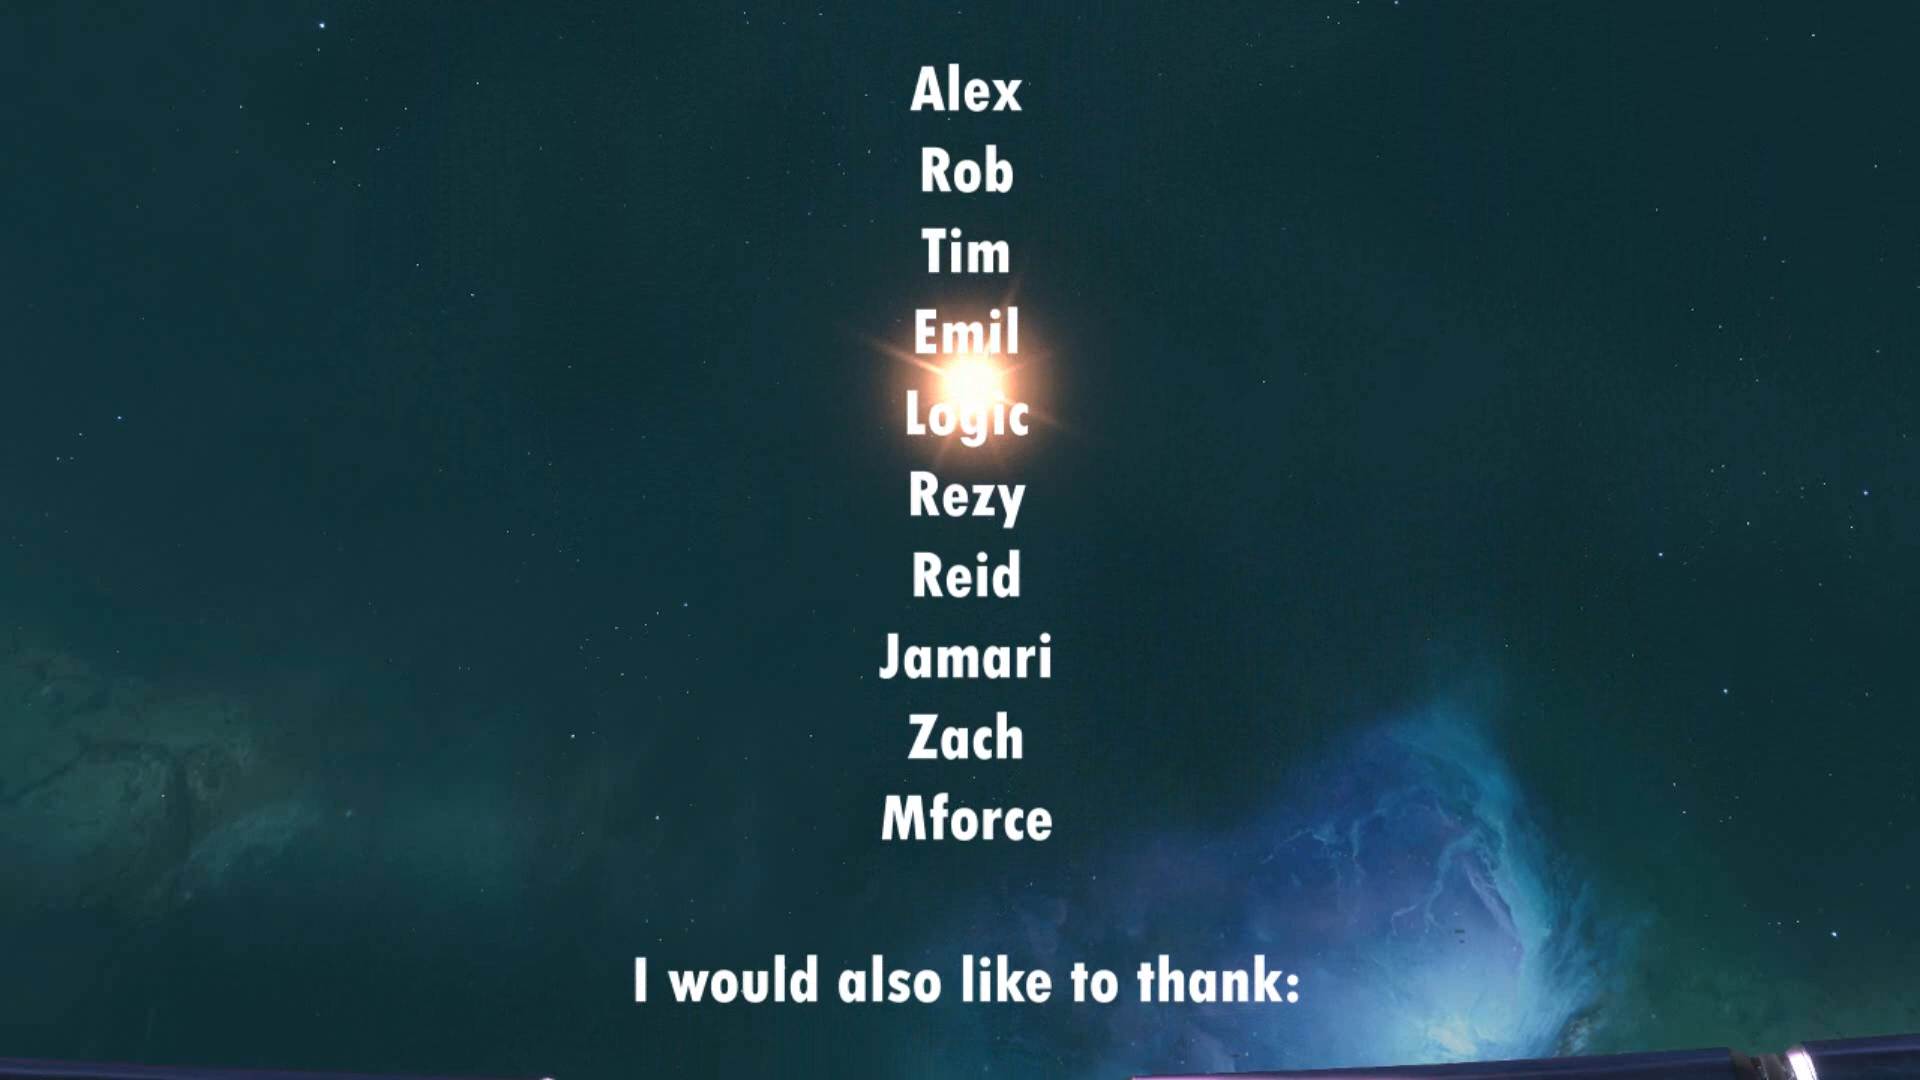 Alex
Rob
Tim
Emil
Logic
Rezy
Reid
Jamari
Zach
Mforce
I would also like to thank: